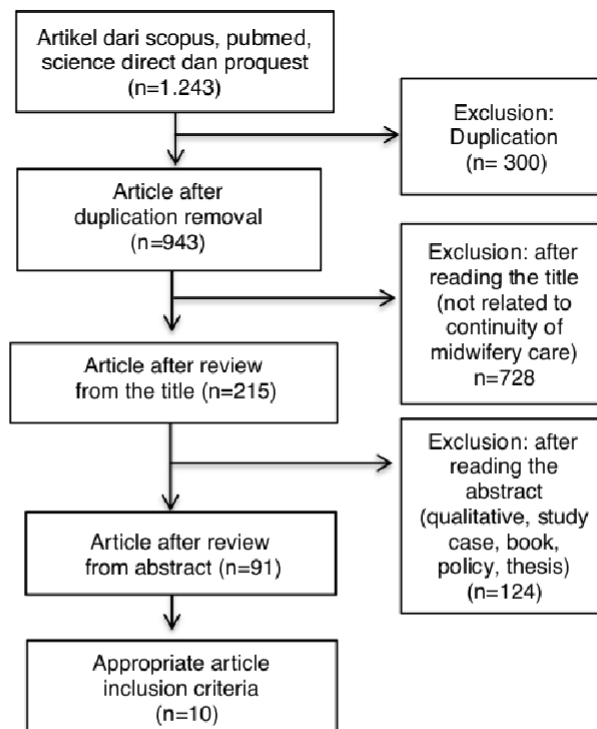 Artikel dari scopus, pubmed,
science direct dan proquest
(n=1.243)
Exclusion:
Duplication
(n= 300)
Article after
duplication removal
(n=943)
Exclusion: after
reading the title
(not related to
continuity of
midwifery care)
n=728
Article after review
from the title (n=215)
Exclusion: after
reading the
abstract
(qualitative, study
case, book,
policy, thesis)
(n=124)
Article after review
from abstract (n=91)
Appropriate article
inclusion criteria
(n=10)